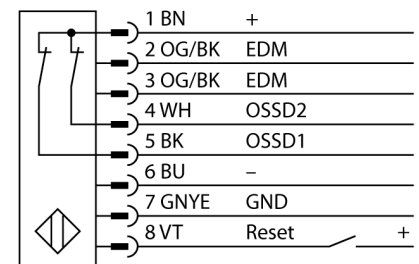 1 BN +
2 OG/BK EDM
3 OG/BK EDM
4 WH OSSD2
5 BK OSSD1
6 BU –
7 GNYE GND
8 VT Reset +